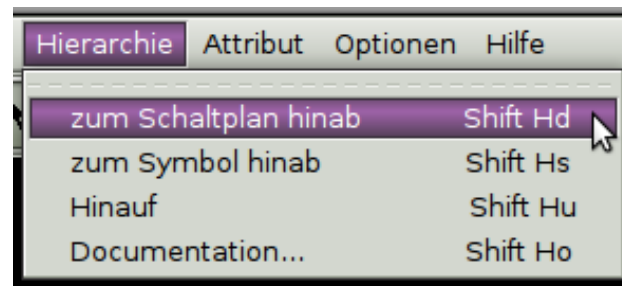 Hierarchie Attribut Optionen Hilfe
zum Schaltplan hinab Shift Hd
zum Symbol hinab Shift Hs
Hinauf Shift Hu
Documentation... Shift Ho